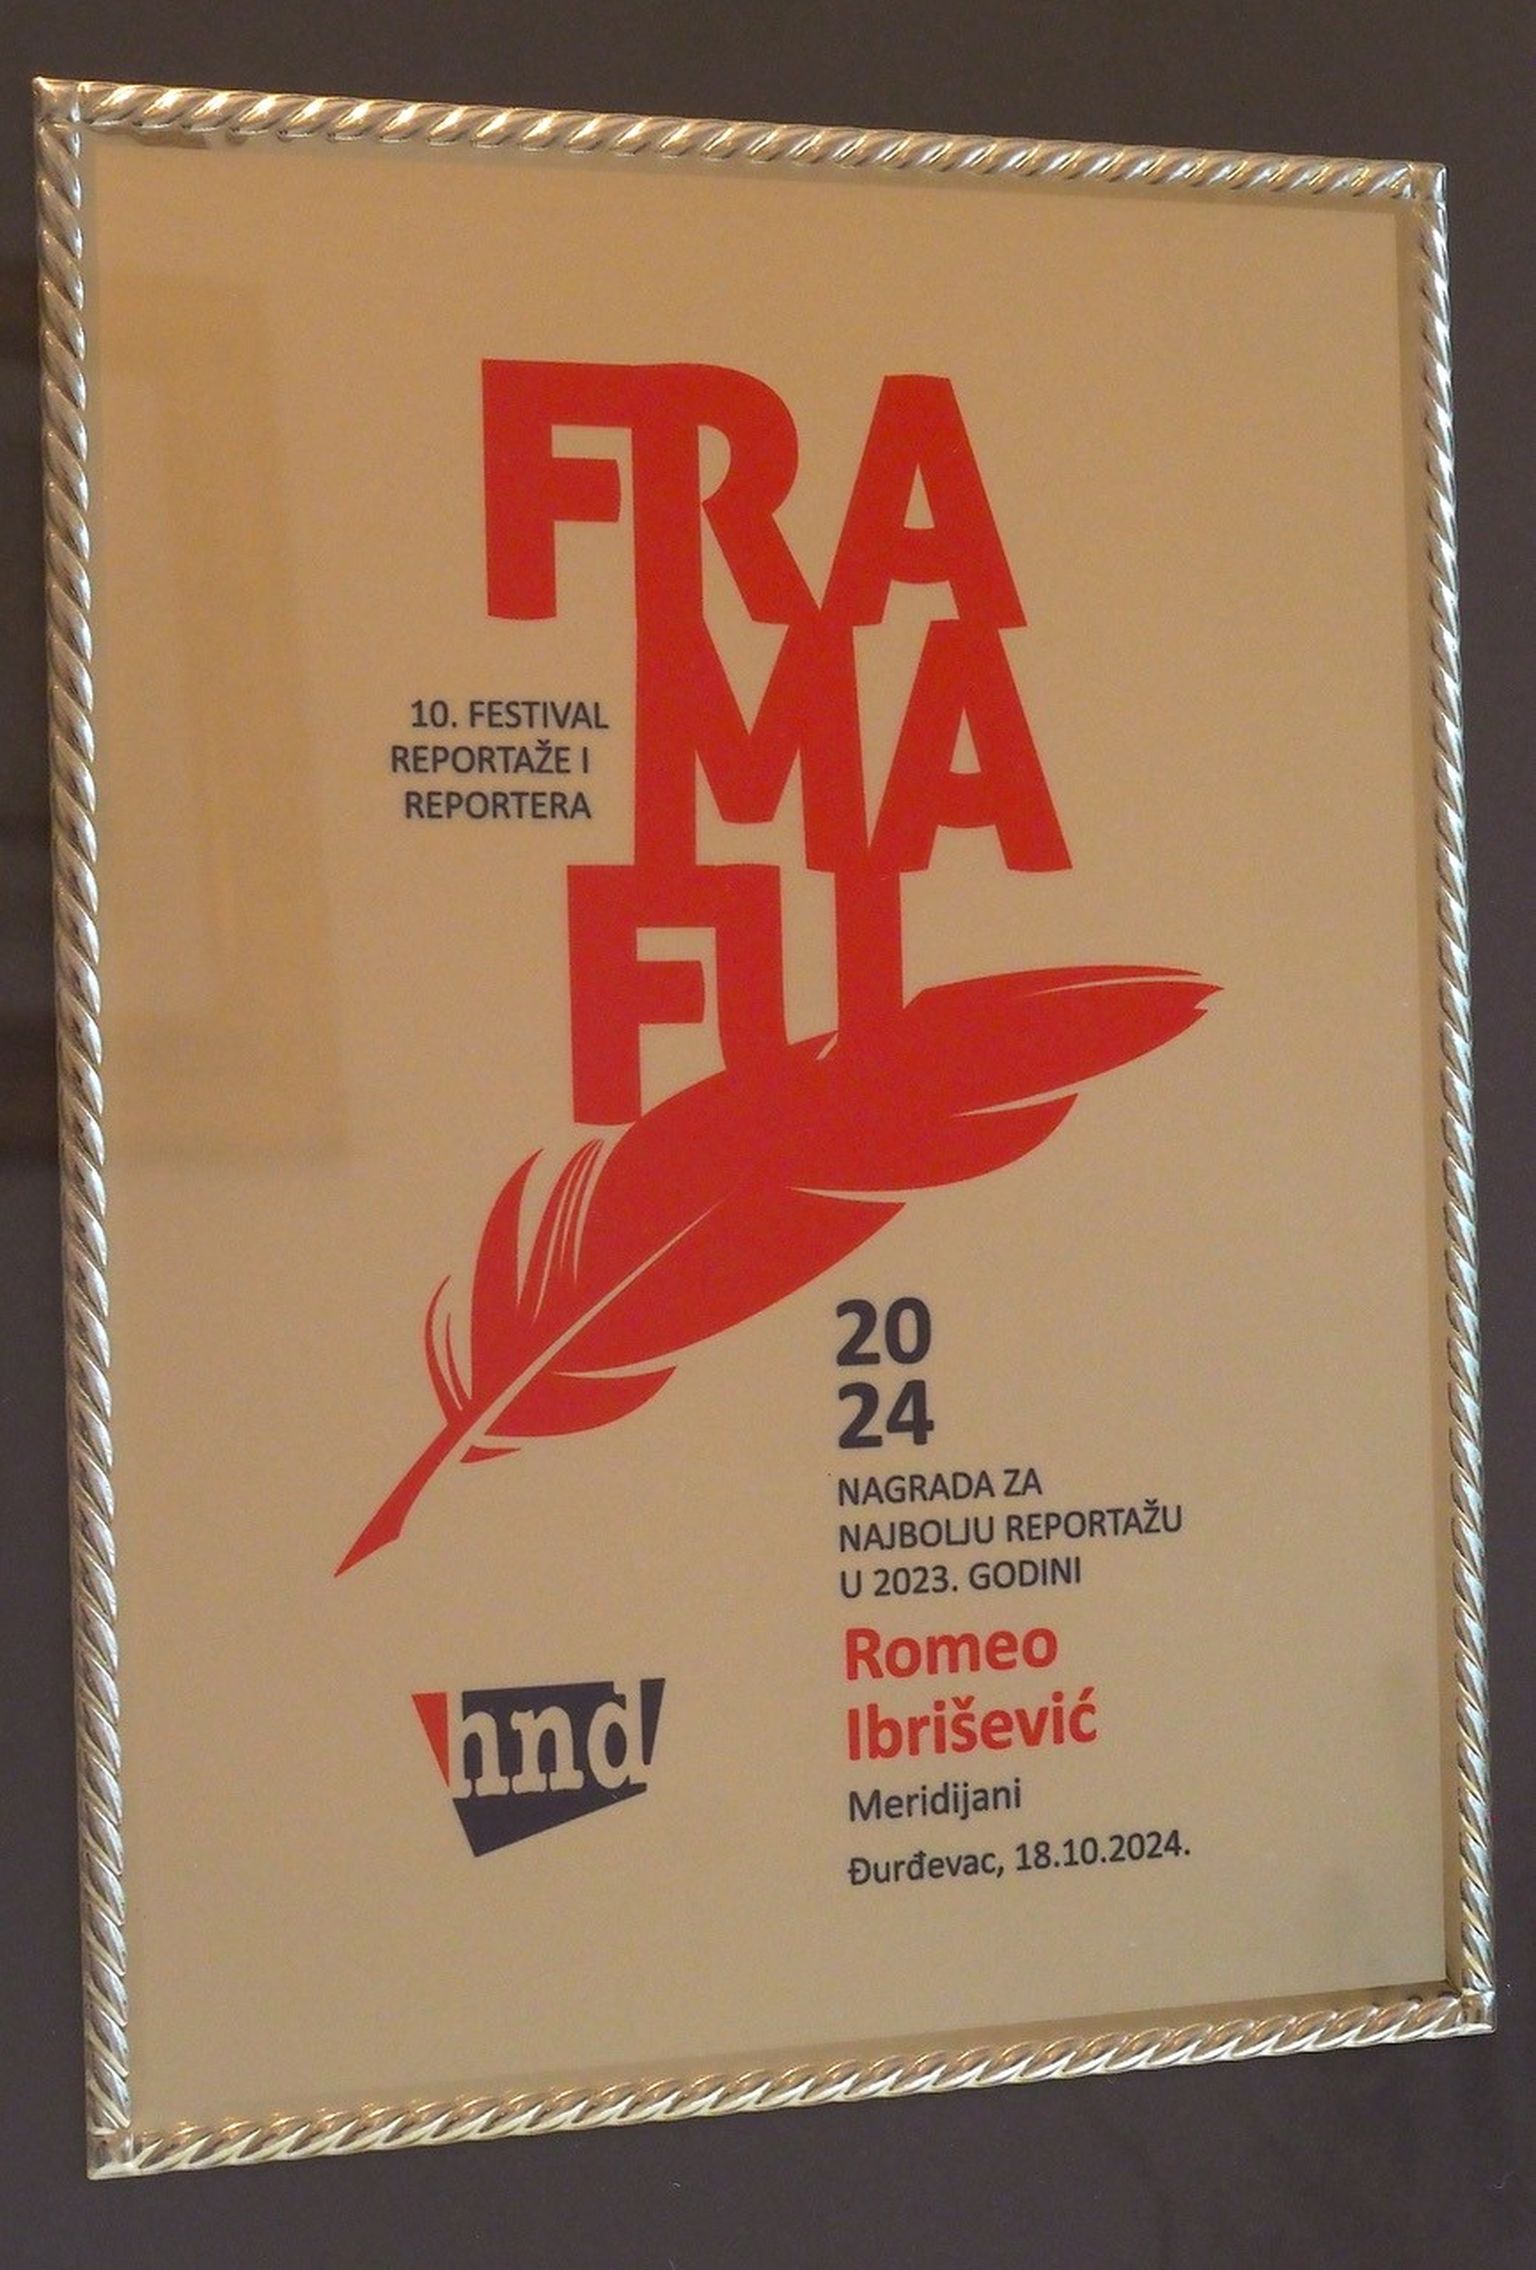 FRA
MA
FU
10. FESTIVAL
REPORTAŽE I
REPORTERA
20
24
NAGRADA ZA
NAJBOLJU REPORTAŽU
U 2023. GODINI
Romeo
Ibrišević
Meridijani
Đurđevac, 18.10.2024.
hnd